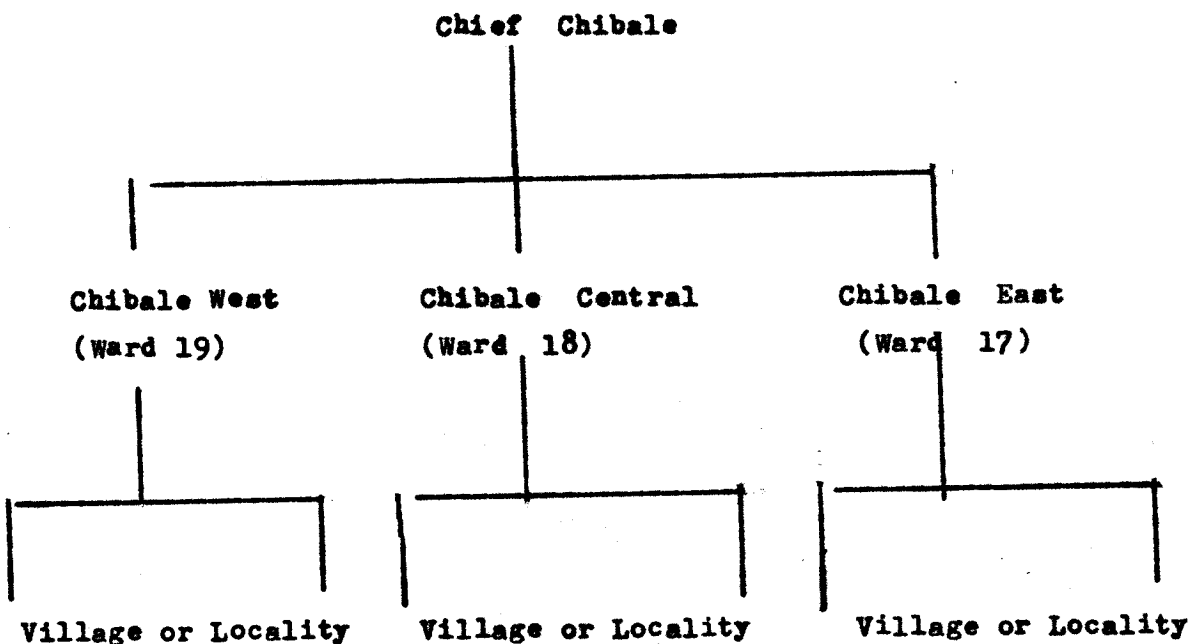 Chief Chibale
Chibale West
(Ward 19)
Chibale Central
(Ward 18)
Chibale East
(Ward 17)
Village or Locality
Village or Locality
Village or Locality